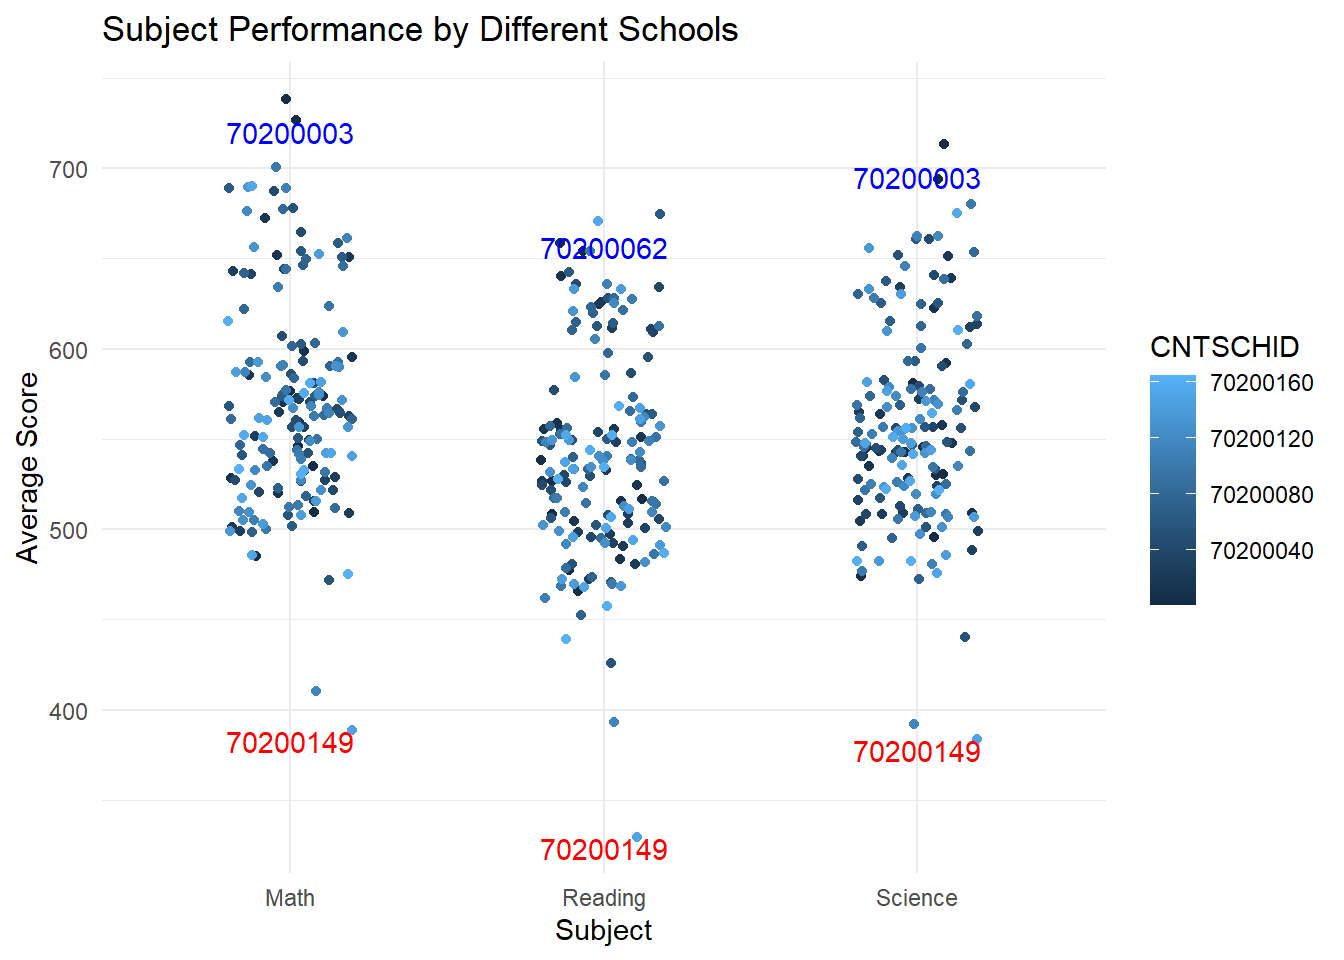 Subject Performance by Different Schools
Average Score
700
600
500
400
70200003
70200149
70200062
70200149
70200003
70200149
Math
Reading
Science
Subject
CNTSCHID
70200160
70200120
70200080
70200040